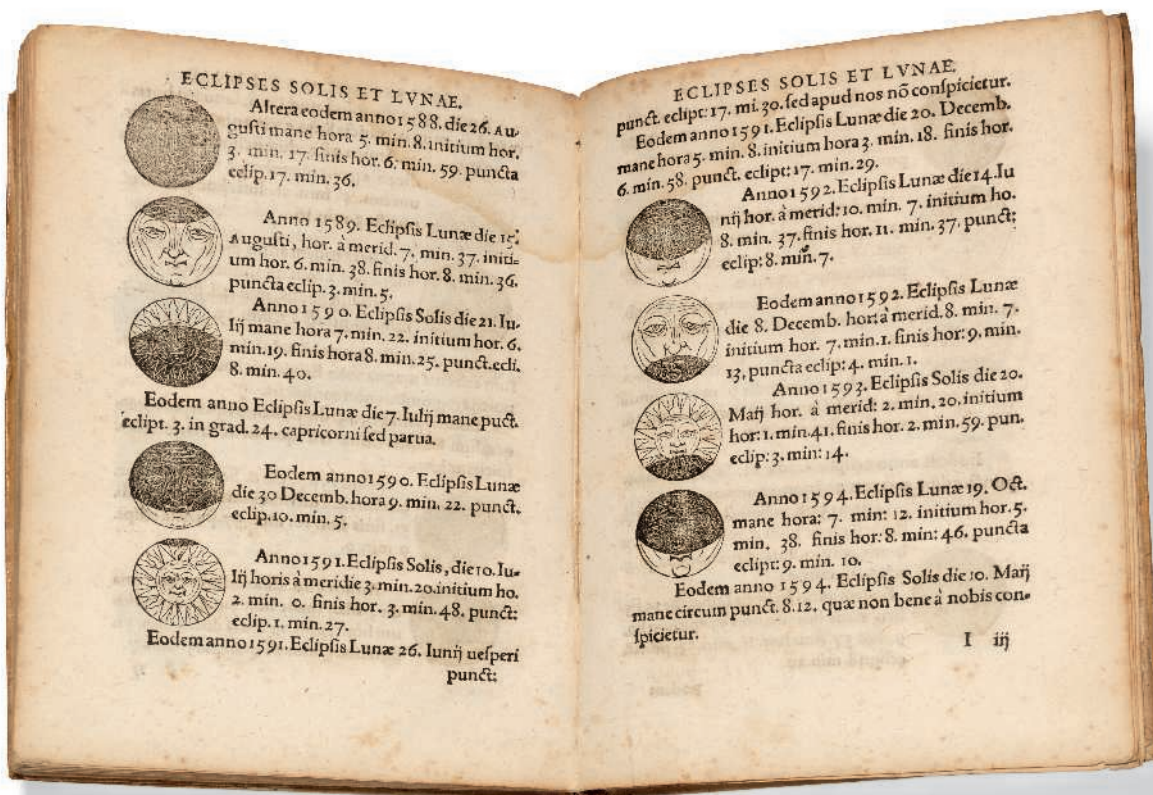 ECLIPSES SOLIS ET LVNAE.
Altera eodem anno 1588. die 26. Au-
gusti mane hora 5. min. 8. initium hor.
3. min. 17. finis hor. 6. min. 59. puncta
eclip. 17. min. 36.
Anno 1589. Eclipsis Lunæ die 15.
Augusti, hor. à merid. 7. min. 37. initi-
um hor. 6. min. 38. finis hor. 8. min. 36.
puncta eclip. 3. min. 5.
Anno 1590. Eclipsis Solis die 21. Iu-
lij mane hora 7. min. 22. initium hor. 6.
min. 19. finis hora 8. min. 25. punct. ecli.
8. min. 40.
Eodem anno Eclipsis Lunæ die 7. Iulij mane puct.
eclipt. 3. in grad. 24. capricorni sed parua.
Eodem anno 1590. Eclipsis Lunæ
die 30 Decemb. hora 9. min. 22. punct.
eclip. 10. min. 5.
Anno 1591. Eclipsis Solis, die 10. Iu-
lij horis à meridie 3. min. 20. initium ho.
2. min. 0. finis hor. 3. min. 48. punct:
eclip. 1. min. 27.
Eodem anno 1591. Eclipsis Lunæ 26. Iunij uesperi
punct:
ECLIPSES SOLIS ET LVNAE.
punct. eclipt: 17. mi. 30. sed apud nos nõ conspicietur.
Eodem anno 1591. Eclipsis Lunæ die 20. Decemb.
mane hora 5. min. 8. initium hora 3. min. 18. finis hor.
6. min. 58. punct. eclipt: 17. min. 29.
Anno 1592. Eclipsis Lunæ die 14. Iu
nij hor. à merid: 10. min. 7. initium ho.
8. min. 37. finis hor. 11. min. 37. punct:
eclip: 8. min. 7.
Eodem anno 1592. Eclipsis Lunæ
die 8. Decemb. hor: à merid. 8. min. 7.
initium hor. 7. min. 1. finis hor: 9. min.
13. puncta eclip: 4. min. 1.
Anno 1593. Eclipsis Solis die 20.
Maij hor. à merid: 2. min. 20. initium
hor: 1. min. 41. finis hor. 2. min. 59. pun.
eclip: 3. min: 14.
Anno 1594. Eclipsis Lunæ 19. Oct.
mane hora: 7. min: 12. initium hor. 5.
min. 38. finis hor: 8. min: 46. puncta
eclipt: 9. min. 10.
Eodem anno 1594. Eclipsis Solis die 10. Maij
mane circum punct. 8. 12. quæ non bene à nobis con-
spicietur.
I iij